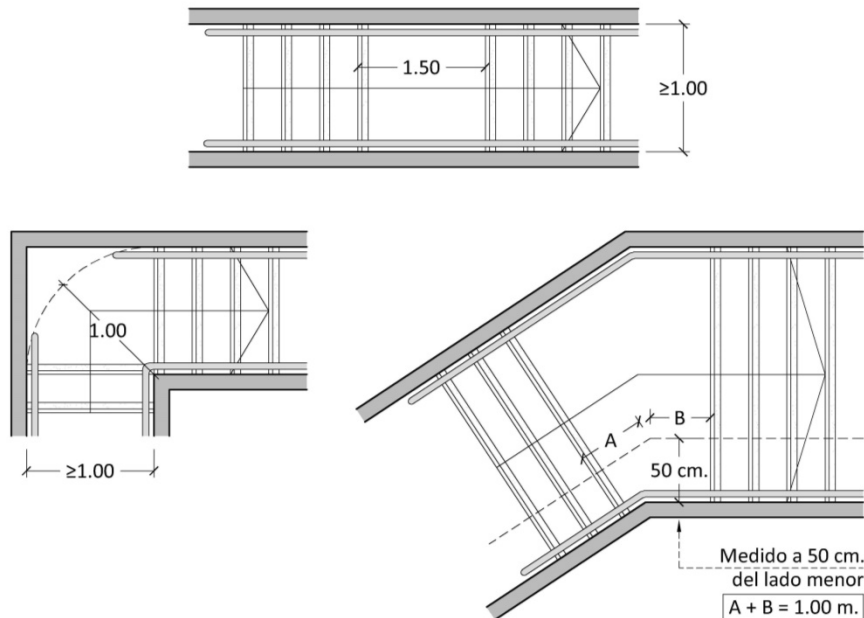 1.50
≥1.00
1.00
≥1.00
A
B
50 cm.
Medido a 50 cm.
del lado menor
A + B = 1.00 m.